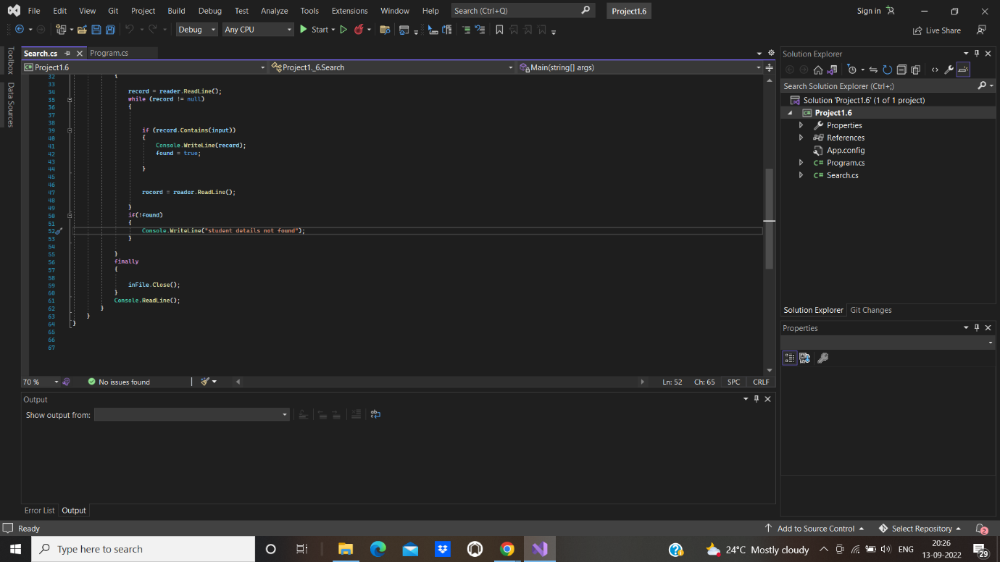 File Edit View Git Project Build Debug Test Analyze Tools Extensions Window Help Search (Ctrl+Q) Project1.6 Sign in
Debug Any CPU Start Live Share
Toolbox
Data Sources
Search.cs Program.cs
Project1.6 Project1._6.Search Main(string[] args)
32 {
33
34 record = reader.ReadLine();
35 while (record != null)
36 {
37
38
39 if (record.Contains(input))
40 {
41 Console.WriteLine(record);
42 found = true;
43
44 }
45
46
47 record = reader.ReadLine();
48
49 }
50 if(!found)
51 {
52 Console.WriteLine("student details not found");
53 }
54
55 }
56 finally
57 {
58
59 inFile.Close();
60 }
61 Console.ReadLine();
62 }
63 }
64 }
65
66
67
70 % No issues found Ln: 52 Ch: 65 SPC CRLF
Output
Show output from:
Error List Output
Solution Explorer
Search Solution Explorer (Ctrl+;)
Solution 'Project1.6' (1 of 1 project)
C# Project1.6
Properties
References
App.config
C# Program.cs
C# Search.cs
Solution Explorer Git Changes
Properties
Ready Add to Source Control Select Repository 2
Type here to search 24°C Mostly cloudy ENG 20:26
13-09-2022 29